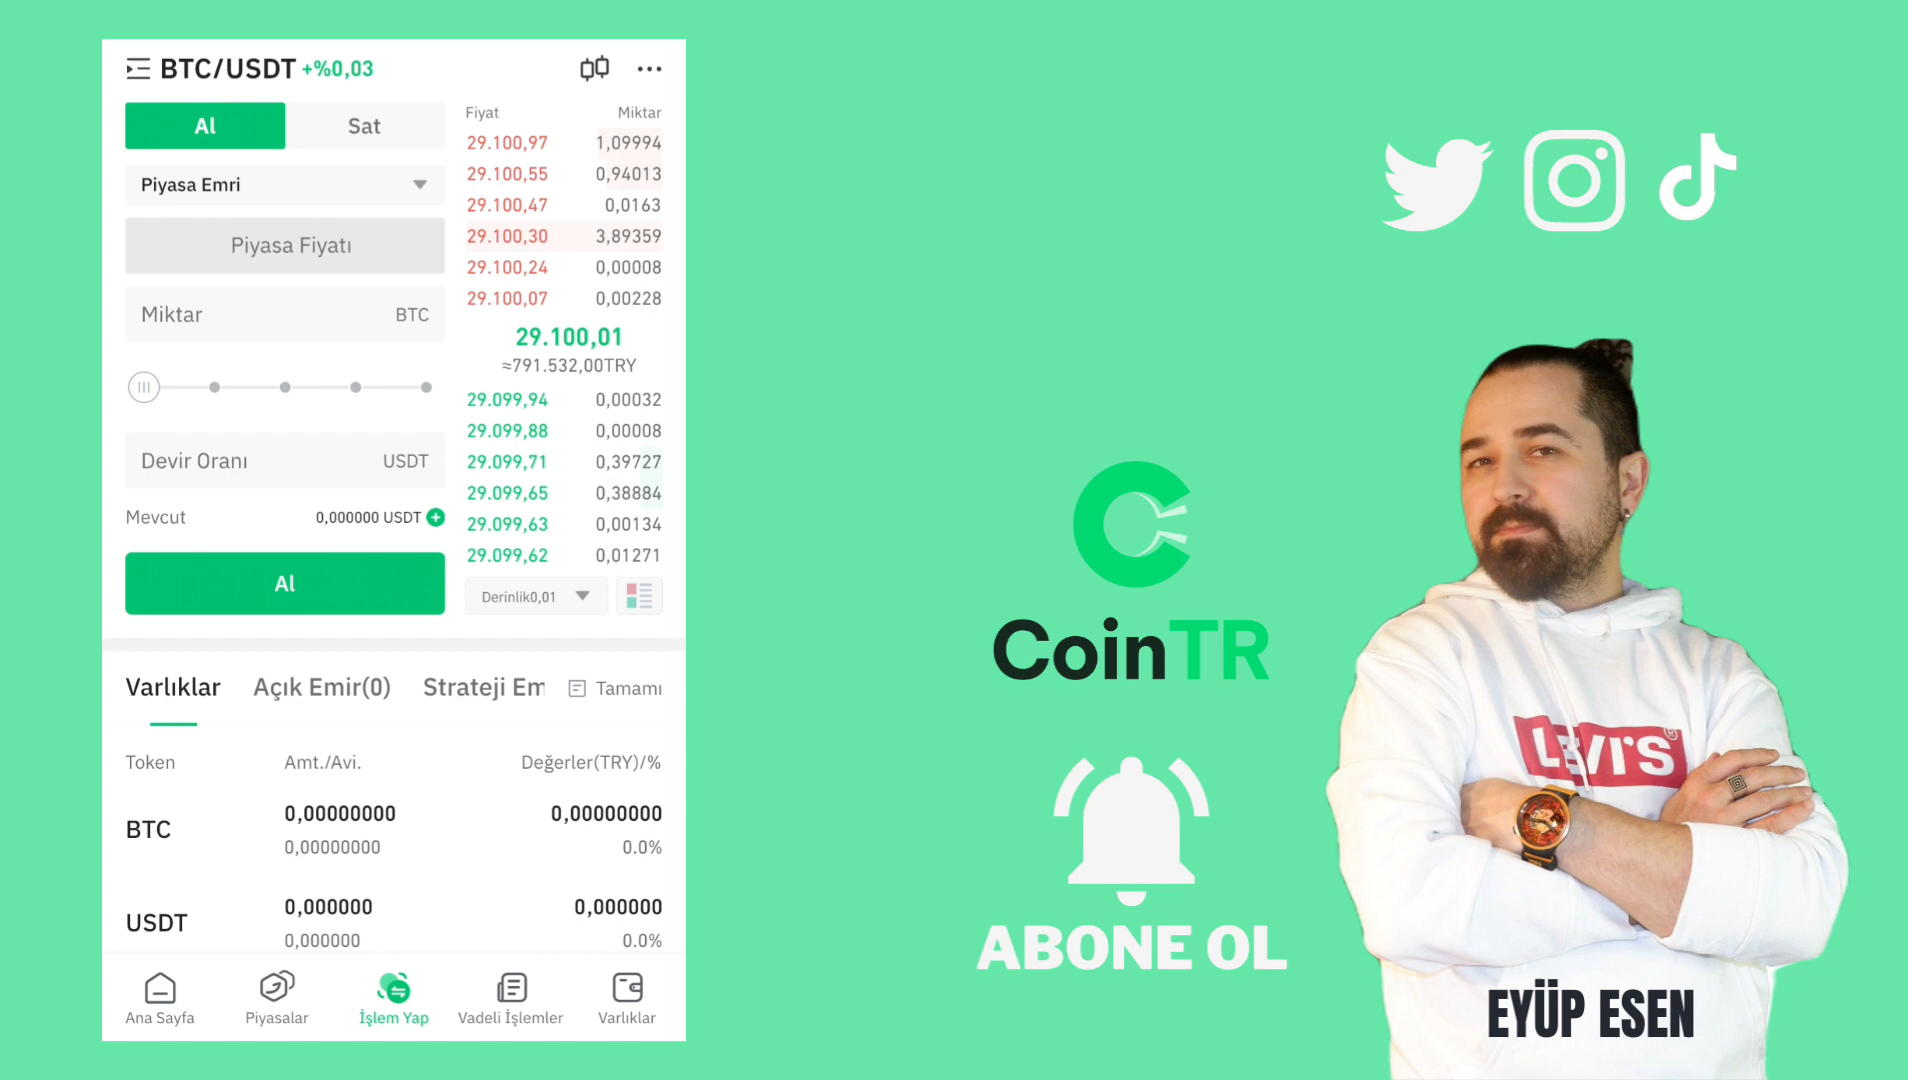 BTC/USDT +%0,03
Al
Sat
Piyasa Emri
Piyasa Fiyatı
Miktar BTC
Devir Oranı USDT
Mevcut 0,000000 USDT
Al
Fiyat Miktar
29.100,97 1,09994
29.100,55 0,94013
29.100,47 0,0163
29.100,30 3,89359
29.100,24 0,00008
29.100,07 0,00228
29.100,01
≈791.532,00TRY
29.099,94 0,00032
29.099,88 0,00008
29.099,71 0,39727
29.099,65 0,38884
29.099,63 0,00134
29.099,62 0,01271
Derinlik0,01
Varlıklar Açık Emir(0) Strateji Em Tamamı
Token Amt./Avi. Değerler(TRY)/%
BTC 0,00000000 0,00000000
0,00000000 0.0%
USDT 0,000000 0,000000
0,000000 0.0%
Ana Sayfa Piyasalar İşlem Yap Vadeli İşlemler Varlıklar
CoinTR
ABONE OL
LEVI'S®
EYÜP ESEN